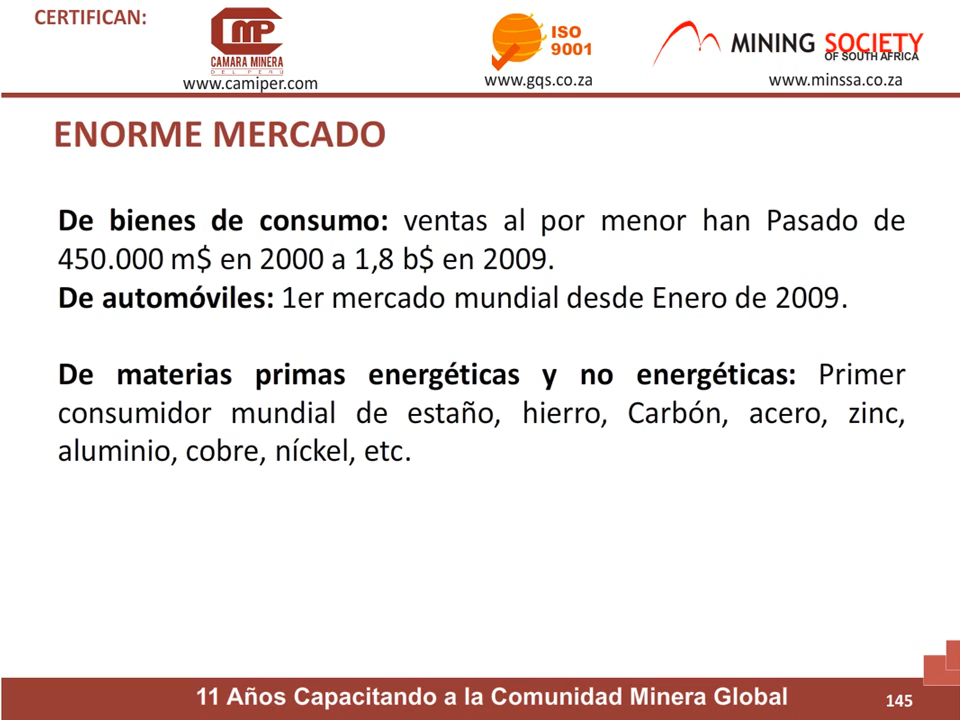 CERTIFICAN:
CMP
CAMARA MINERA
DEL PERU
www.camiper.com
ISO
9001
www.gqs.co.za
MINING SOCIETY
OF SOUTH AFRICA
www.minssa.co.za
ENORME MERCADO
De bienes de consumo: ventas al por menor han Pasado de
450.000 m$ en 2000 a 1,8 b$ en 2009.
De automóviles: 1er mercado mundial desde Enero de 2009.
De materias primas energéticas y no energéticas: Primer
consumidor mundial de estaño, hierro, Carbón, acero, zinc,
aluminio, cobre, níckel, etc.
11 Años Capacitando a la Comunidad Minera Global
145